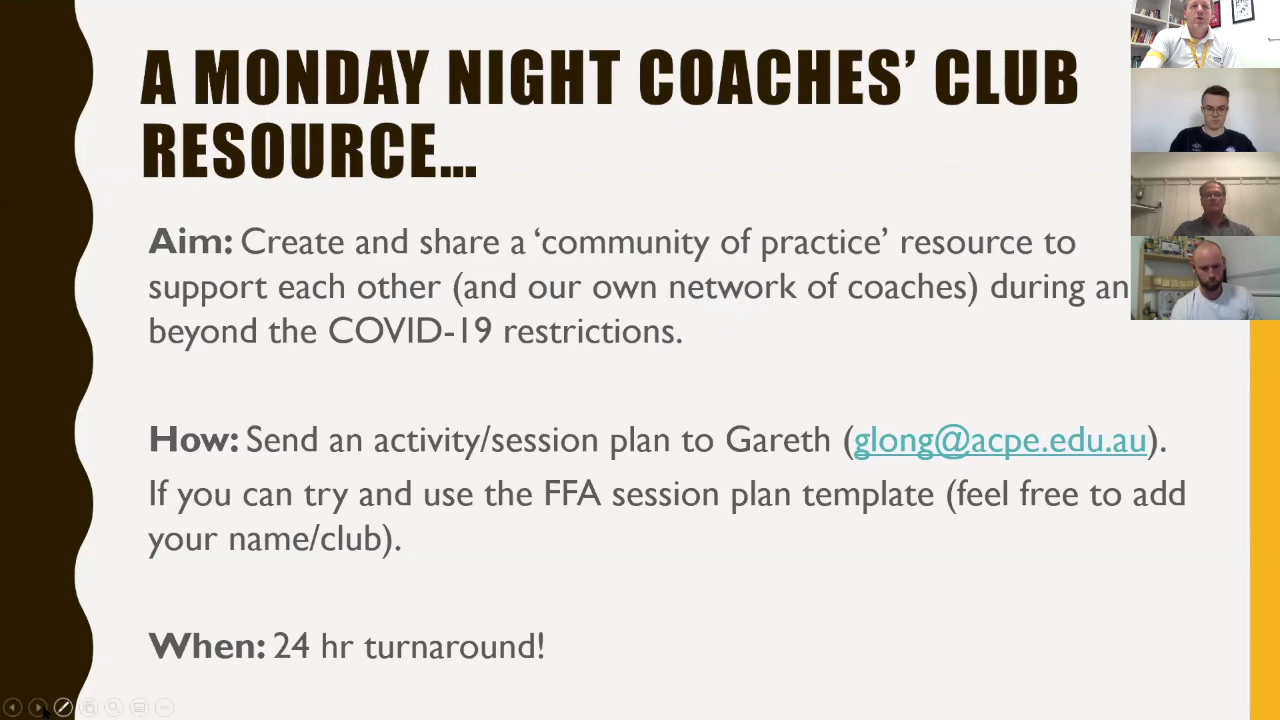 A MONDAY NIGHT COACHES’ CLUB
RESOURCE…
Aim: Create and share a ‘community of practice’ resource to
support each other (and our own network of coaches) during an
beyond the COVID-19 restrictions.
How: Send an activity/session plan to Gareth (glong@acpe.edu.au).
If you can try and use the FFA session plan template (feel free to add
your name/club).
When: 24 hr turnaround!